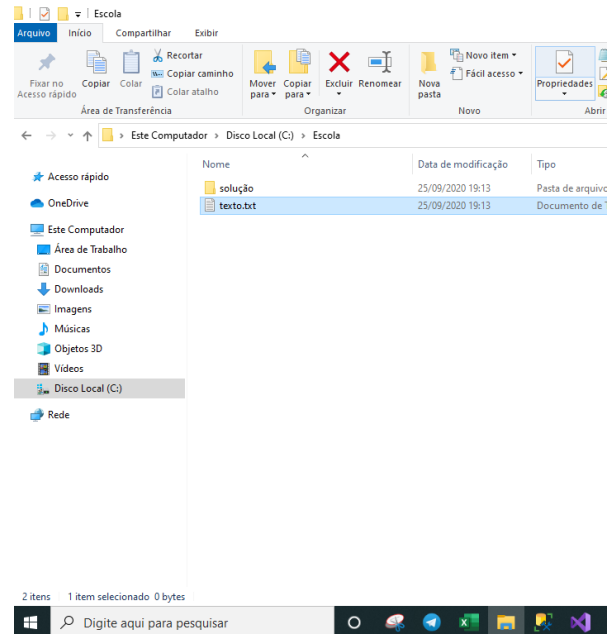 Escola
Arquivo Início Compartilhar Exibir
Fixar no Acesso rápido
Copiar
Colar
Recortar
Copiar caminho
Colar atalho
Mover para
Copiar para
Excluir
Renomear
Nova pasta
Novo item
Fácil acesso
Propriedades
Área de Transferência Organizar Novo Abrir
Este Computador > Disco Local (C:) > Escola
Nome Data de modificação Tipo
solução 25/09/2020 19:13 Pasta de arquivo
texto.txt 25/09/2020 19:13 Documento de T
Acesso rápido
OneDrive
Este Computador
Área de Trabalho
Documentos
Downloads
Imagens
Músicas
Objetos 3D
Vídeos
Disco Local (C:)
Rede
2 itens 1 item selecionado 0 bytes
Digite aqui para pesquisar